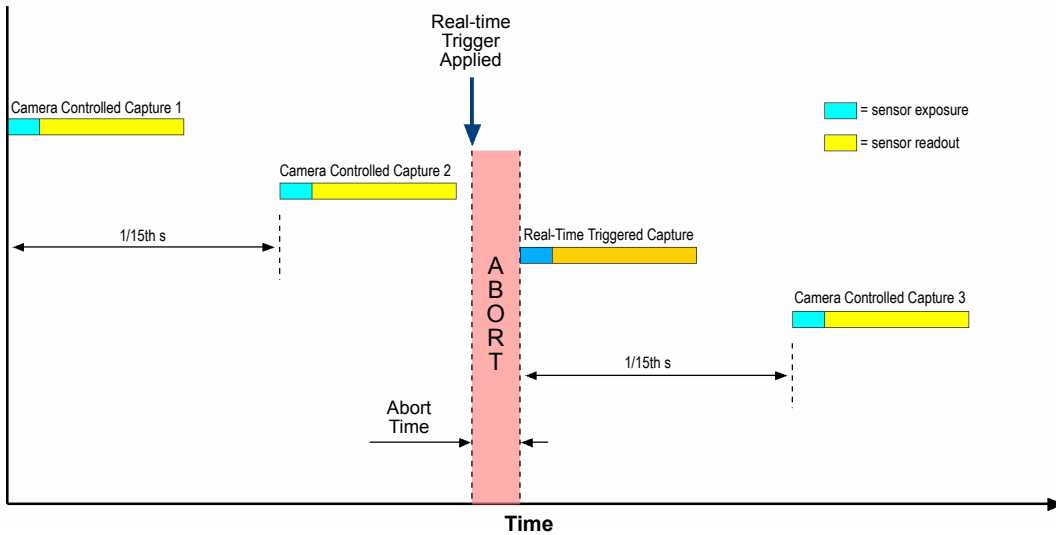 Real-time
Trigger
Applied
Camera Controlled Capture 1
= sensor exposure
= sensor readout
Camera Controlled Capture 2
1/15th s
Real-Time Triggered Capture
A
B
O
R
T
Camera Controlled Capture 3
1/15th s
Abort
Time
Time